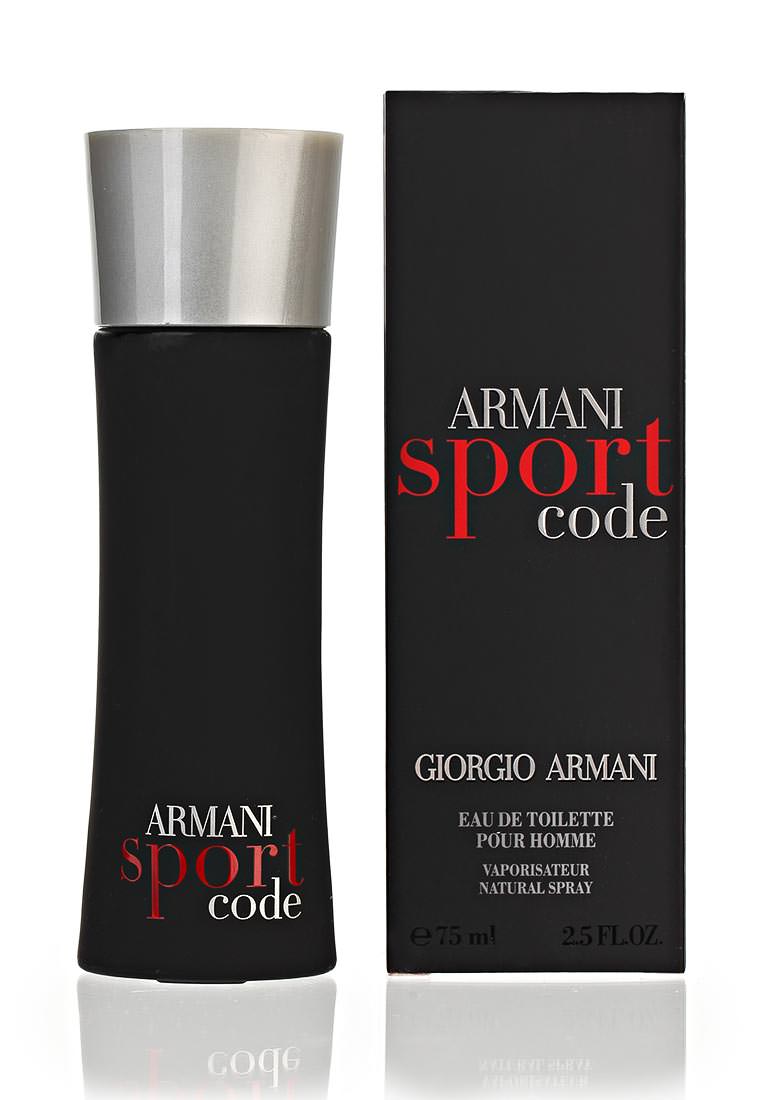 ARMANI
sport
code
ARMANI
sport
code
GIORGIO ARMANI
EAU DE TOILETTE
POUR HOMME
VAPORISATEUR
NATURAL SPRAY
℮ 75 ml 2.5 FL.OZ.